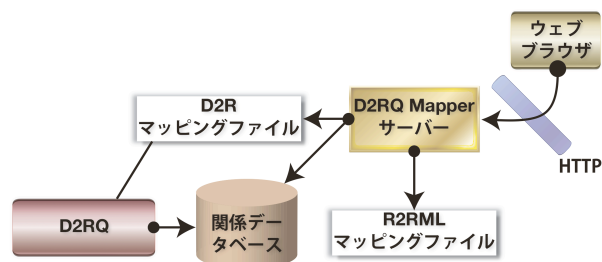 ウェブ
ブラウザ
D2R
マッピングファイル
D2RQ Mapper
サーバー
HTTP
D2RQ
関係デー
タベース
R2RML
マッピングファイル